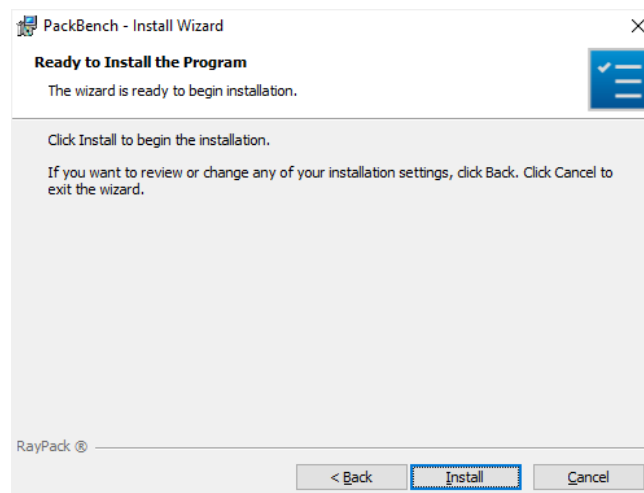 PackBench - Install Wizard
Ready to Install the Program
The wizard is ready to begin installation.
Click Install to begin the installation.
If you want to review or change any of your installation settings, click Back. Click Cancel to
exit the wizard.
RayPack ®
< Back
Install
Cancel